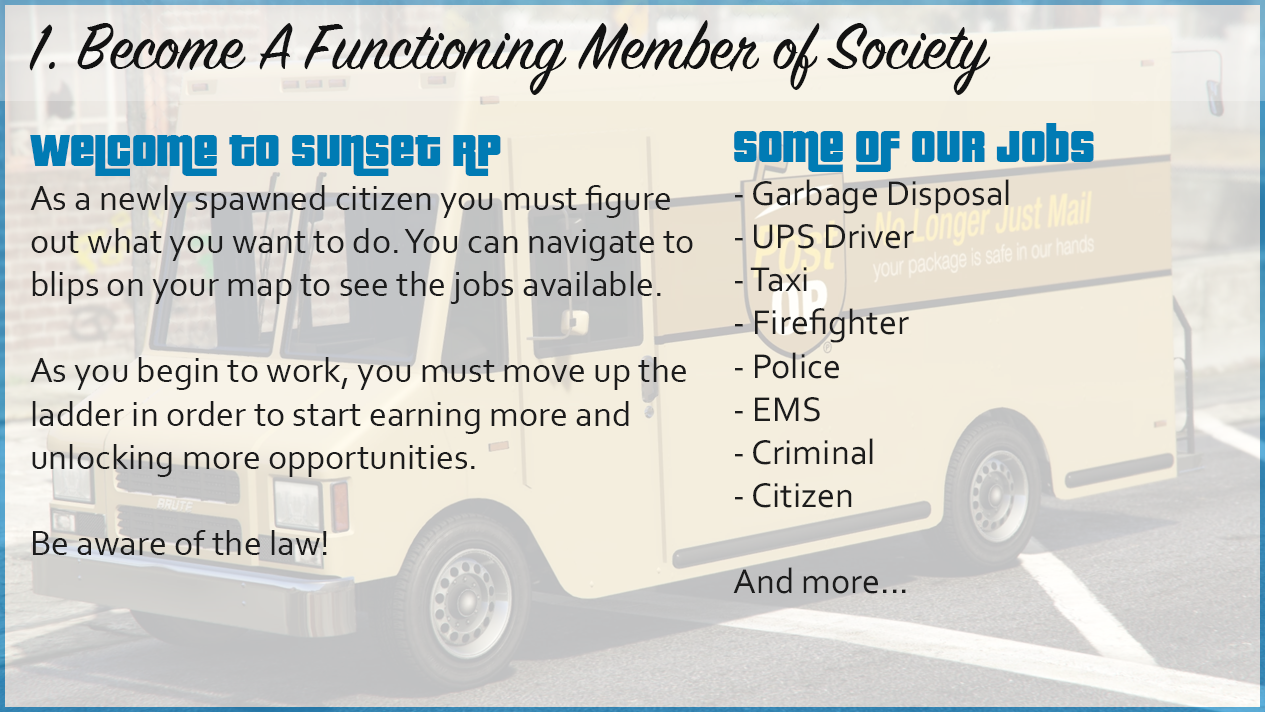 1. Become A Functioning Member of Society
Welcome to Sunset RP
As a newly spawned citizen you must figure
out what you want to do. You can navigate to
blips on your map to see the jobs available.
As you begin to work, you must move up the
ladder in order to start earning more and
unlocking more opportunities.
Be aware of the law!
Some of our Jobs
- Garbage Disposal
- UPS Driver
- Taxi
- Firefighter
- Police
- EMS
- Criminal
- Citizen
And more...
Post
OP
No Longer Just Mail
your package is safe in our hands
BRUTE